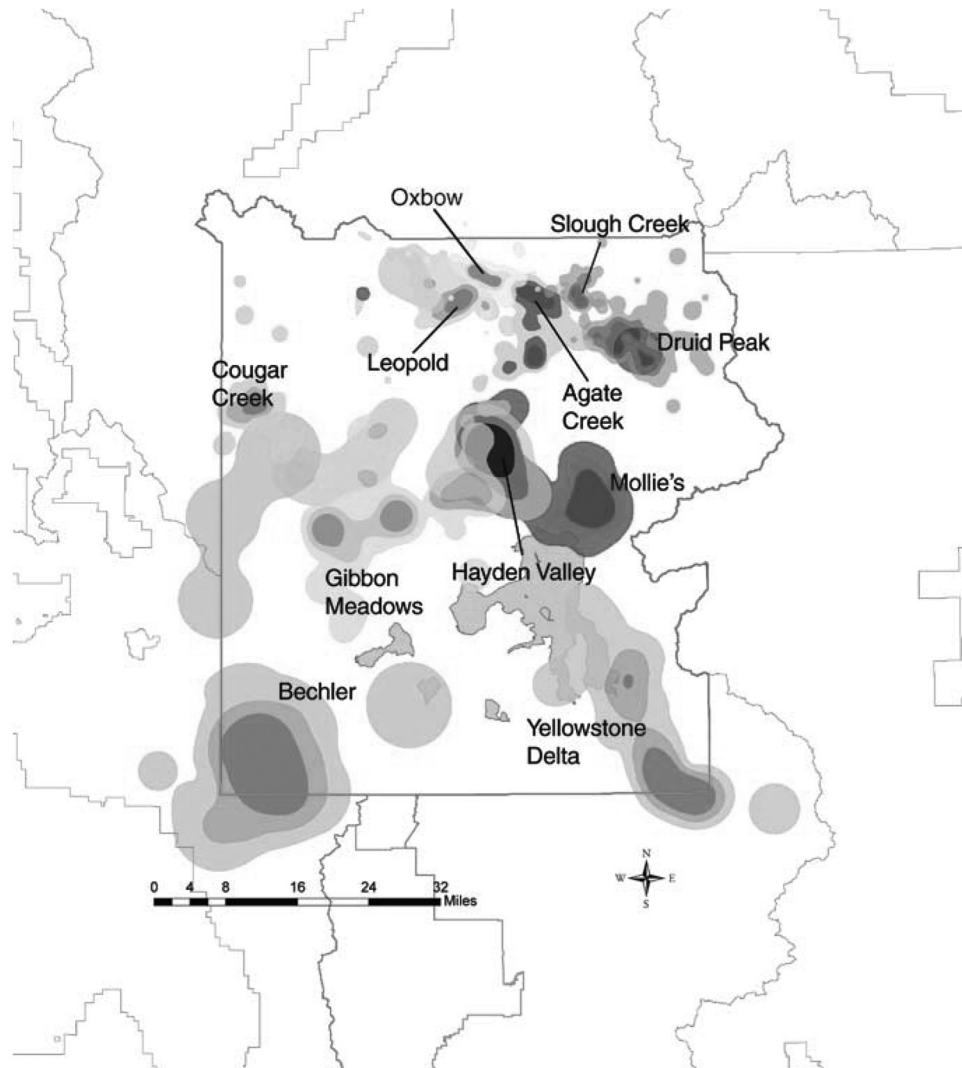 Oxbow
Slough Creek
Leopold
Druid Peak
Cougar
Creek
Agate
Creek
Mollie's
Hayden Valley
Gibbon
Meadows
Bechler
Yellowstone
Delta
N
W E
S
0 4 8 16 24 32
Miles